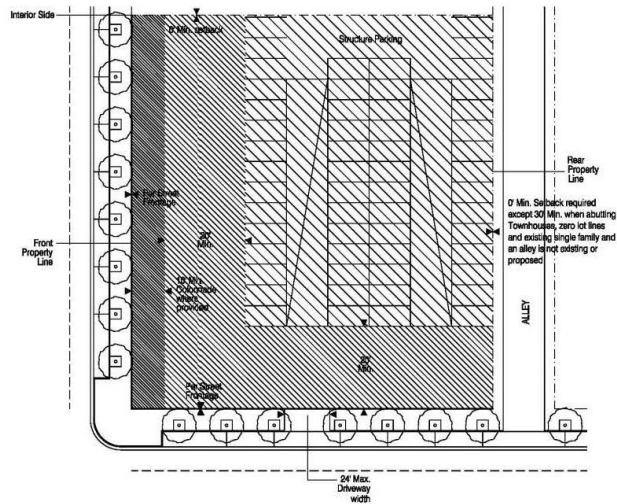 Interior Side
0' Min. setback
Structure Parking
Rear
Property
Line
Per Street
Frontage
0' Min. Setback required
except 30' Min. when abutting
Townhouses, zero lot lines
and existing single family and
an alley is not existing or
proposed
Front
Property
Line
20'
Min.
10' Min.
Colonnade
where
provided
ALLEY
20'
Min.
Per Street
Frontage
24' Max.
Driveway
width